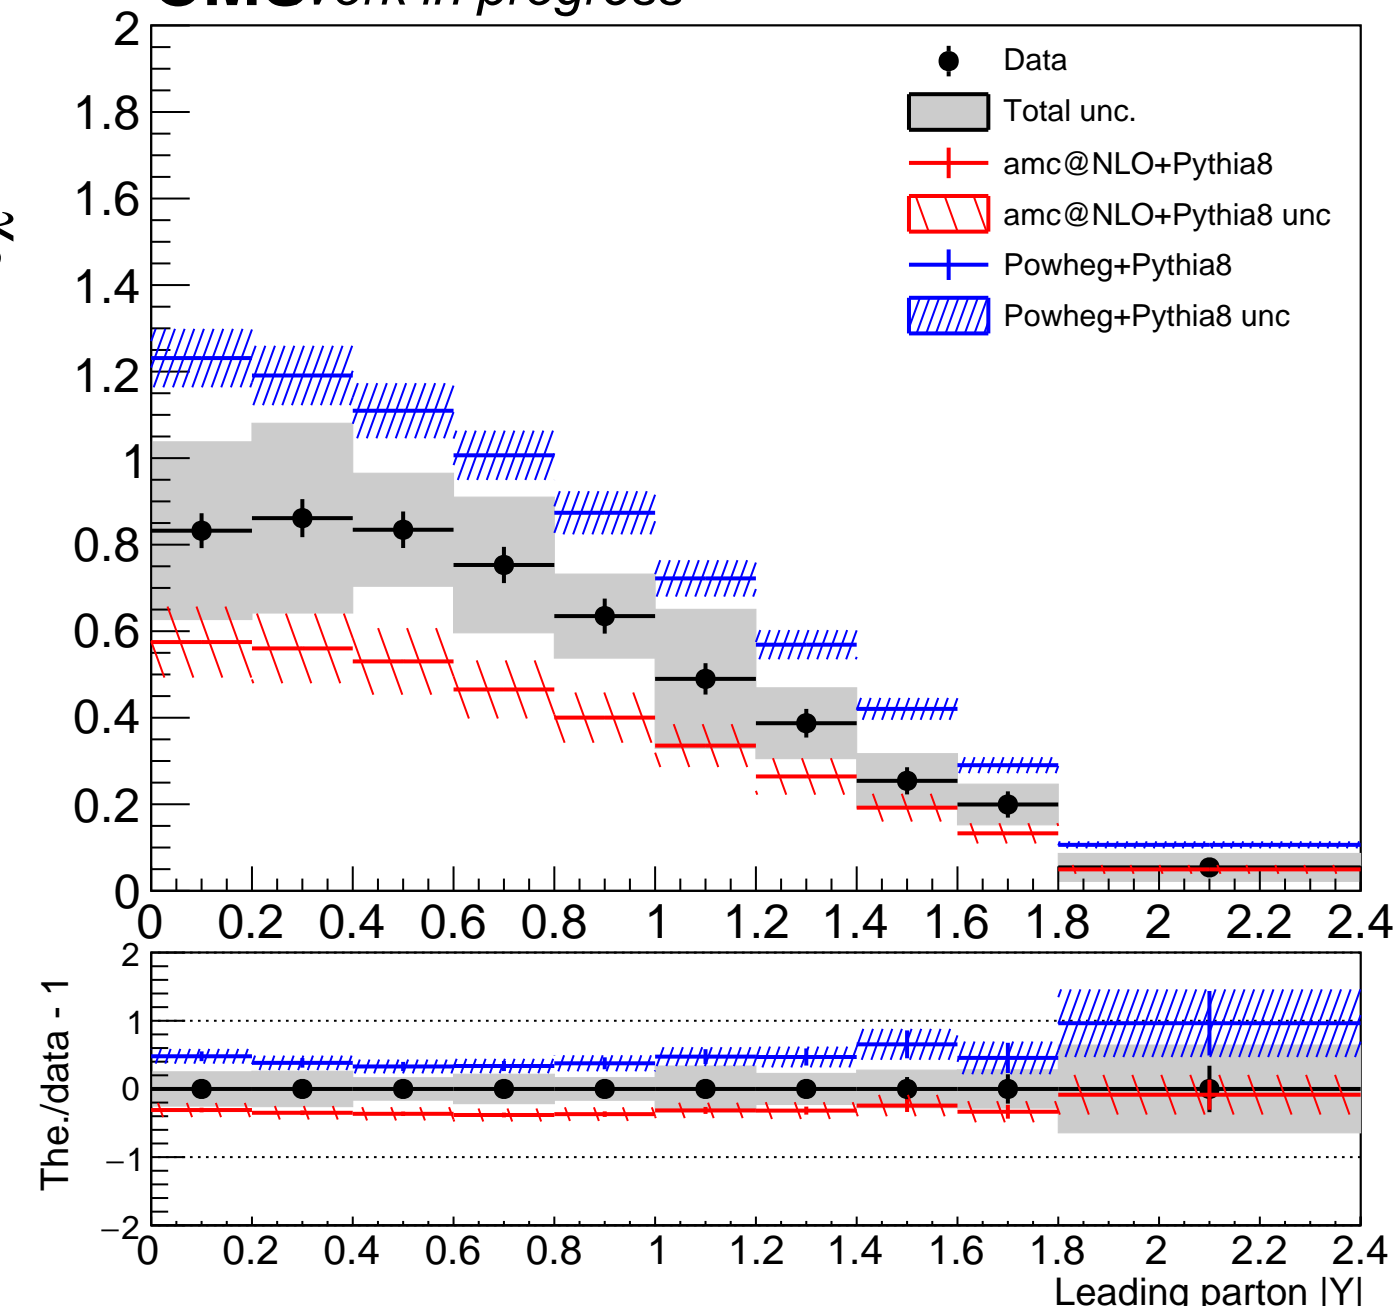 CMS work in progress
2
1.8
1.6
1.4
1.2
1
0.8
0.6
0.4
0.2
0
Data
Total unc.
amc@NLO+Pythia8
amc@NLO+Pythia8 unc
Powheg+Pythia8
Powheg+Pythia8 unc
0 0.2 0.4 0.6 0.8 1 1.2 1.4 1.6 1.8 2 2.2 2.4
The./data - 1
2
1
0
−1
−2
0 0.2 0.4 0.6 0.8 1 1.2 1.4 1.6 1.8 2 2.2 2.4
Leading parton |Y|